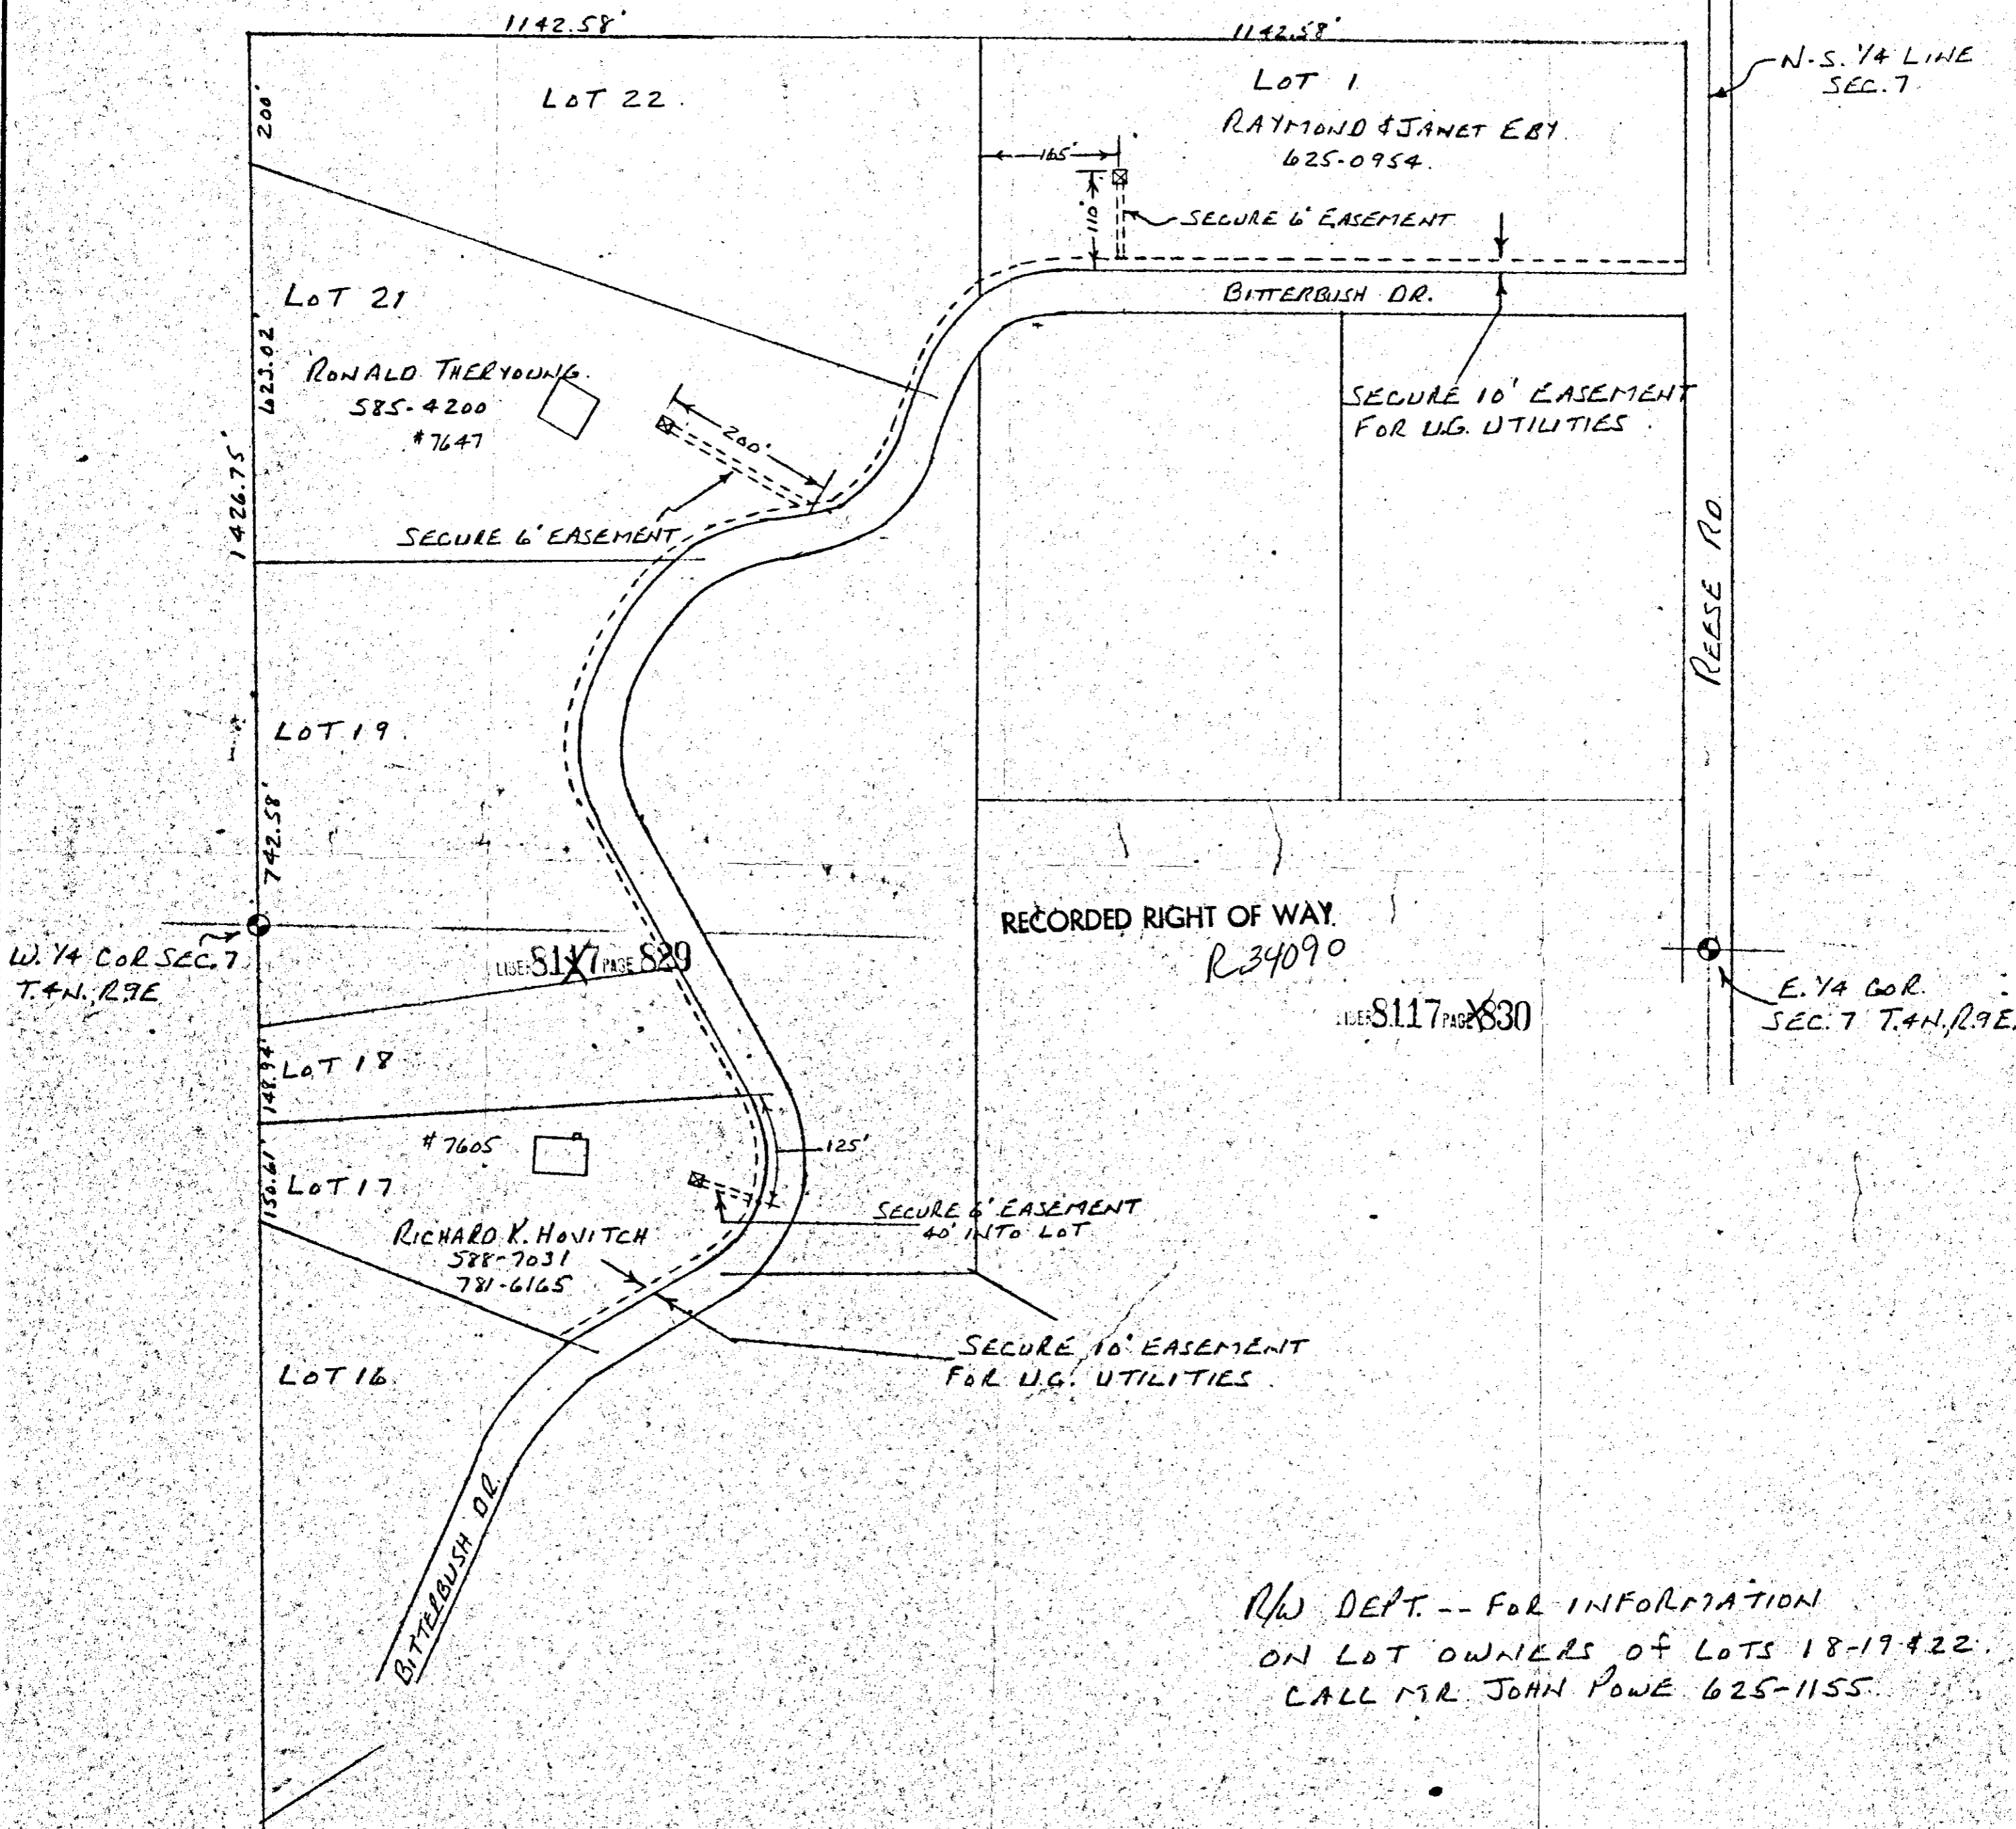 1142.58'
1142.58'
N-S. 1/4 LINE
SEC. 7
200'
LOT 22
LOT 1
RAYMOND & JANET EBY
625-0954
165'
110'
SECURE 6' EASEMENT
BITTERBUSH DR.
LOT 21
623.02'
RONALD THERYOUNG
585-4200
#7647
200'
SECURE 10' EASEMENT
FOR U.G. UTILITIES
1426.75'
SECURE 6' EASEMENT
REESE RD
LOT 19
742.58'
W. 1/4 COR SEC. 7
T.4N., R9E
LIBER 8117 PAGE 829
RECORDED RIGHT OF WAY.
R34090
LIBER 8117 PAGE 830
E. 1/4 COR.
SEC. 7 T.4N., R.9E.
LOT 18
148.94'
#7605
125'
LOT 17
150.61'
SECURE 6' EASEMENT
40' INTO LOT
RICHARD K. HOVITCH
588-7031
781-6165
SECURE 10' EASEMENT
FOR U.G. UTILITIES
LOT 16
BITTERBUSH DR.
R/W DEPT. -- FOR INFORMATION
ON LOT OWNERS OF LOTS 18-19 & 22
CALL MR JOHN POWE 625-1155